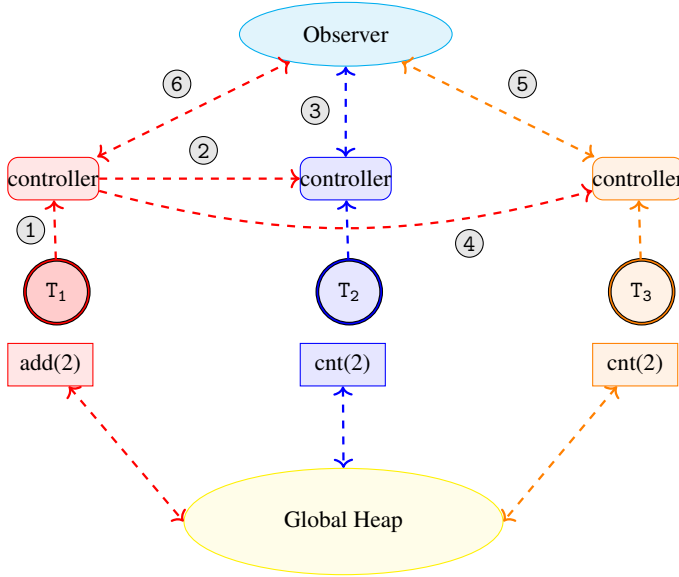 Observer
6
5
3
2
controller
controller
controller
1
4
T1
T2
T3
add(2)
cnt(2)
cnt(2)
Global Heap